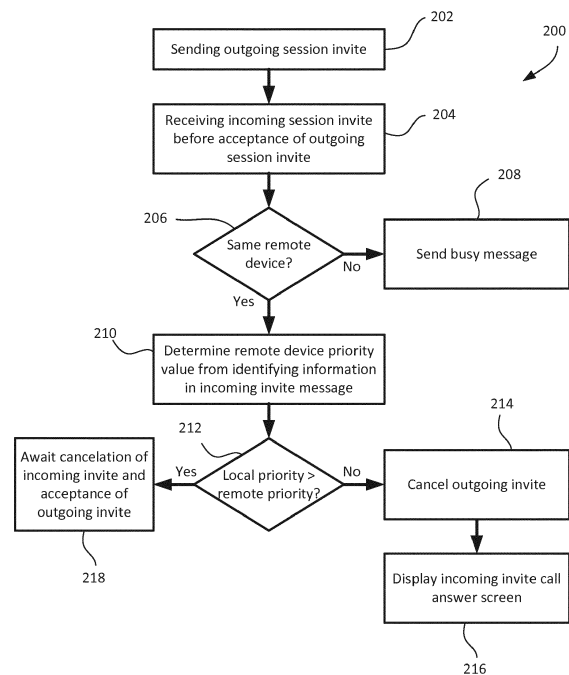 202
200
Sending outgoing session invite
204
Receiving incoming session invite
before acceptance of outgoing
session invite
208
206
Same remote
device?
No
Send busy message
Yes
210
Determine remote device priority
value from identifying information
in incoming invite message
212
214
Await cancelation of
incoming invite and
acceptance of
outgoing invite
Yes
Local priority >
remote priority?
No
Cancel outgoing invite
218
Display incoming invite call
answer screen
216